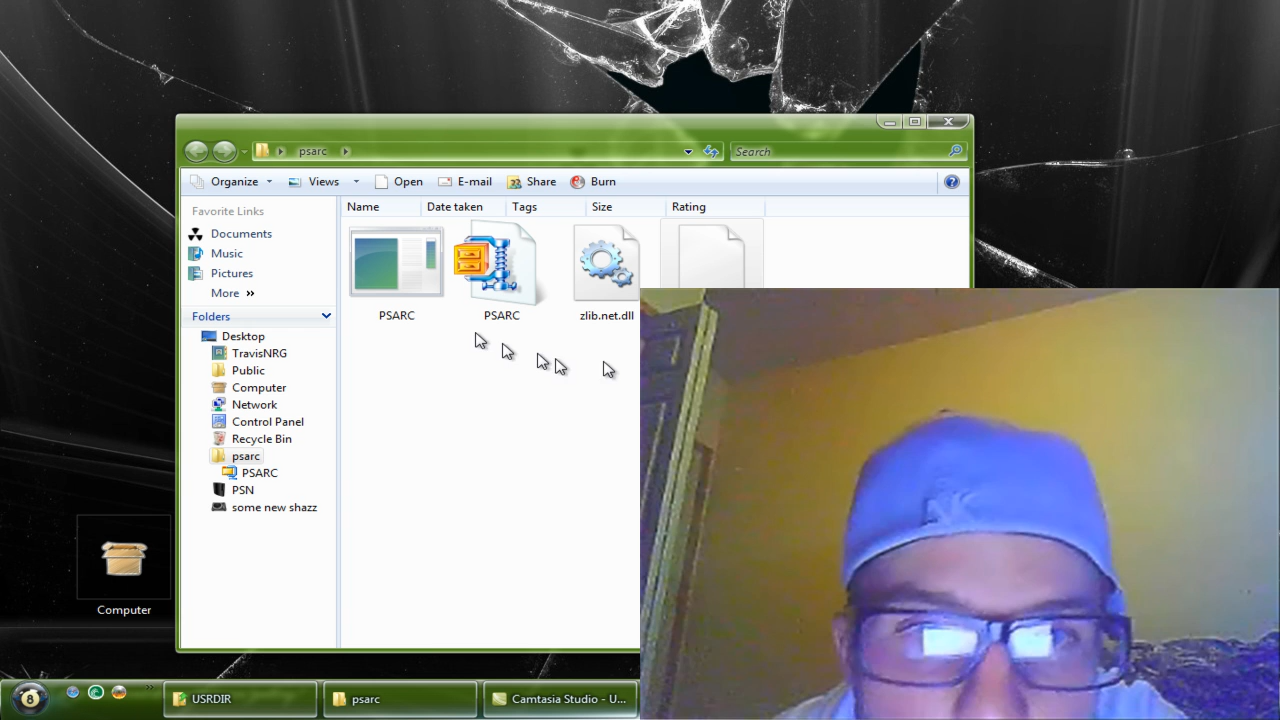 psarc
Search
Organize Views Open E-mail Share Burn
Favorite Links
Name Date taken Tags Size Rating
Documents
Music
Pictures
More »
Folders
PSARC PSARC zlib.net.dll
Desktop
TravisNRG
Public
Computer
Network
Control Panel
Recycle Bin
psarc
PSARC
PSN
some new shazz
Computer
8
USRDIR psarc Camtasia Studio - U...